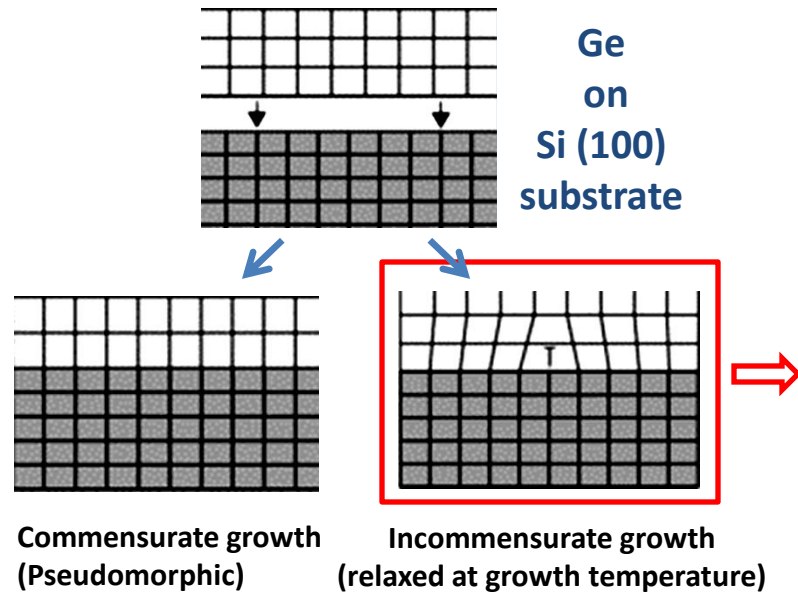 Ge
on
Si (100)
substrate
T
Commensurate growth
(Pseudomorphic)
Incommensurate growth
(relaxed at growth temperature)